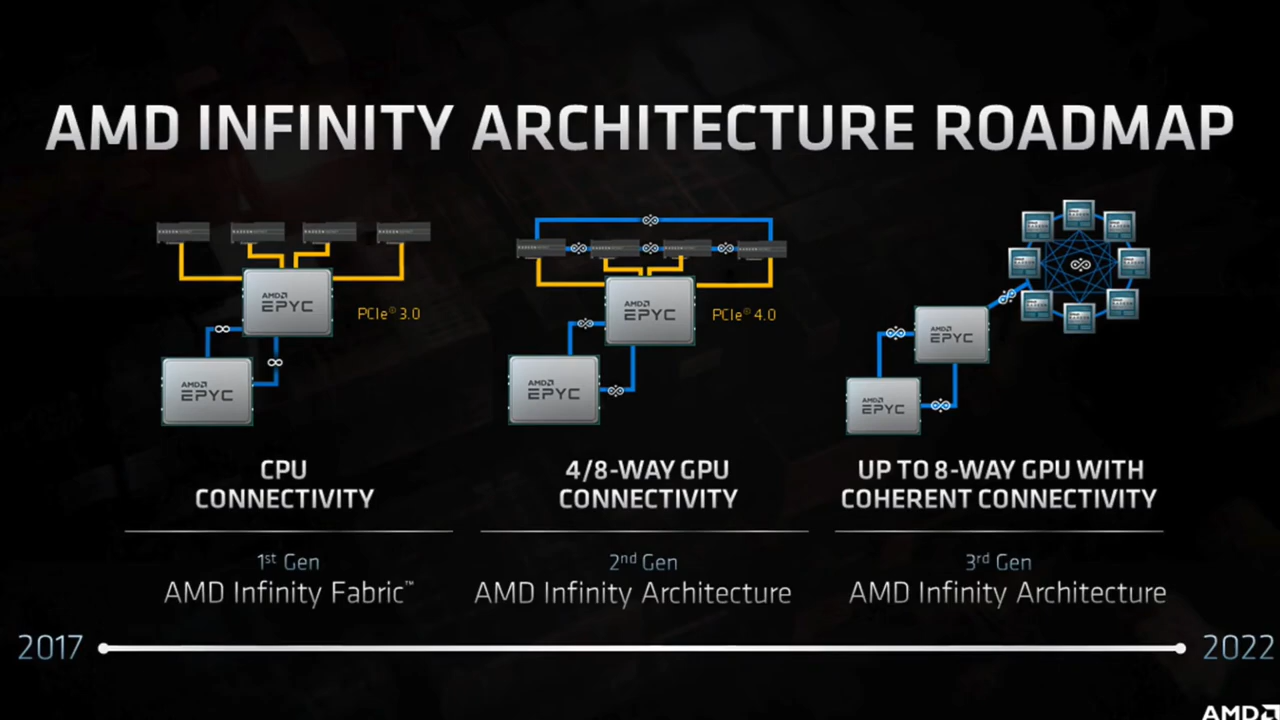 AMD INFINITY ARCHITECTURE ROADMAP
AMD
EPYC
PCIe® 3.0
AMD
EPYC
CPU
CONNECTIVITY
1st Gen
AMD Infinity Fabric™
AMD
EPYC
PCIe® 4.0
AMD
EPYC
4/8-WAY GPU
CONNECTIVITY
2nd Gen
AMD Infinity Architecture
AMD
EPYC
AMD
EPYC
UP TO 8-WAY GPU WITH
COHERENT CONNECTIVITY
3rd Gen
AMD Infinity Architecture
2017
2022
AMD